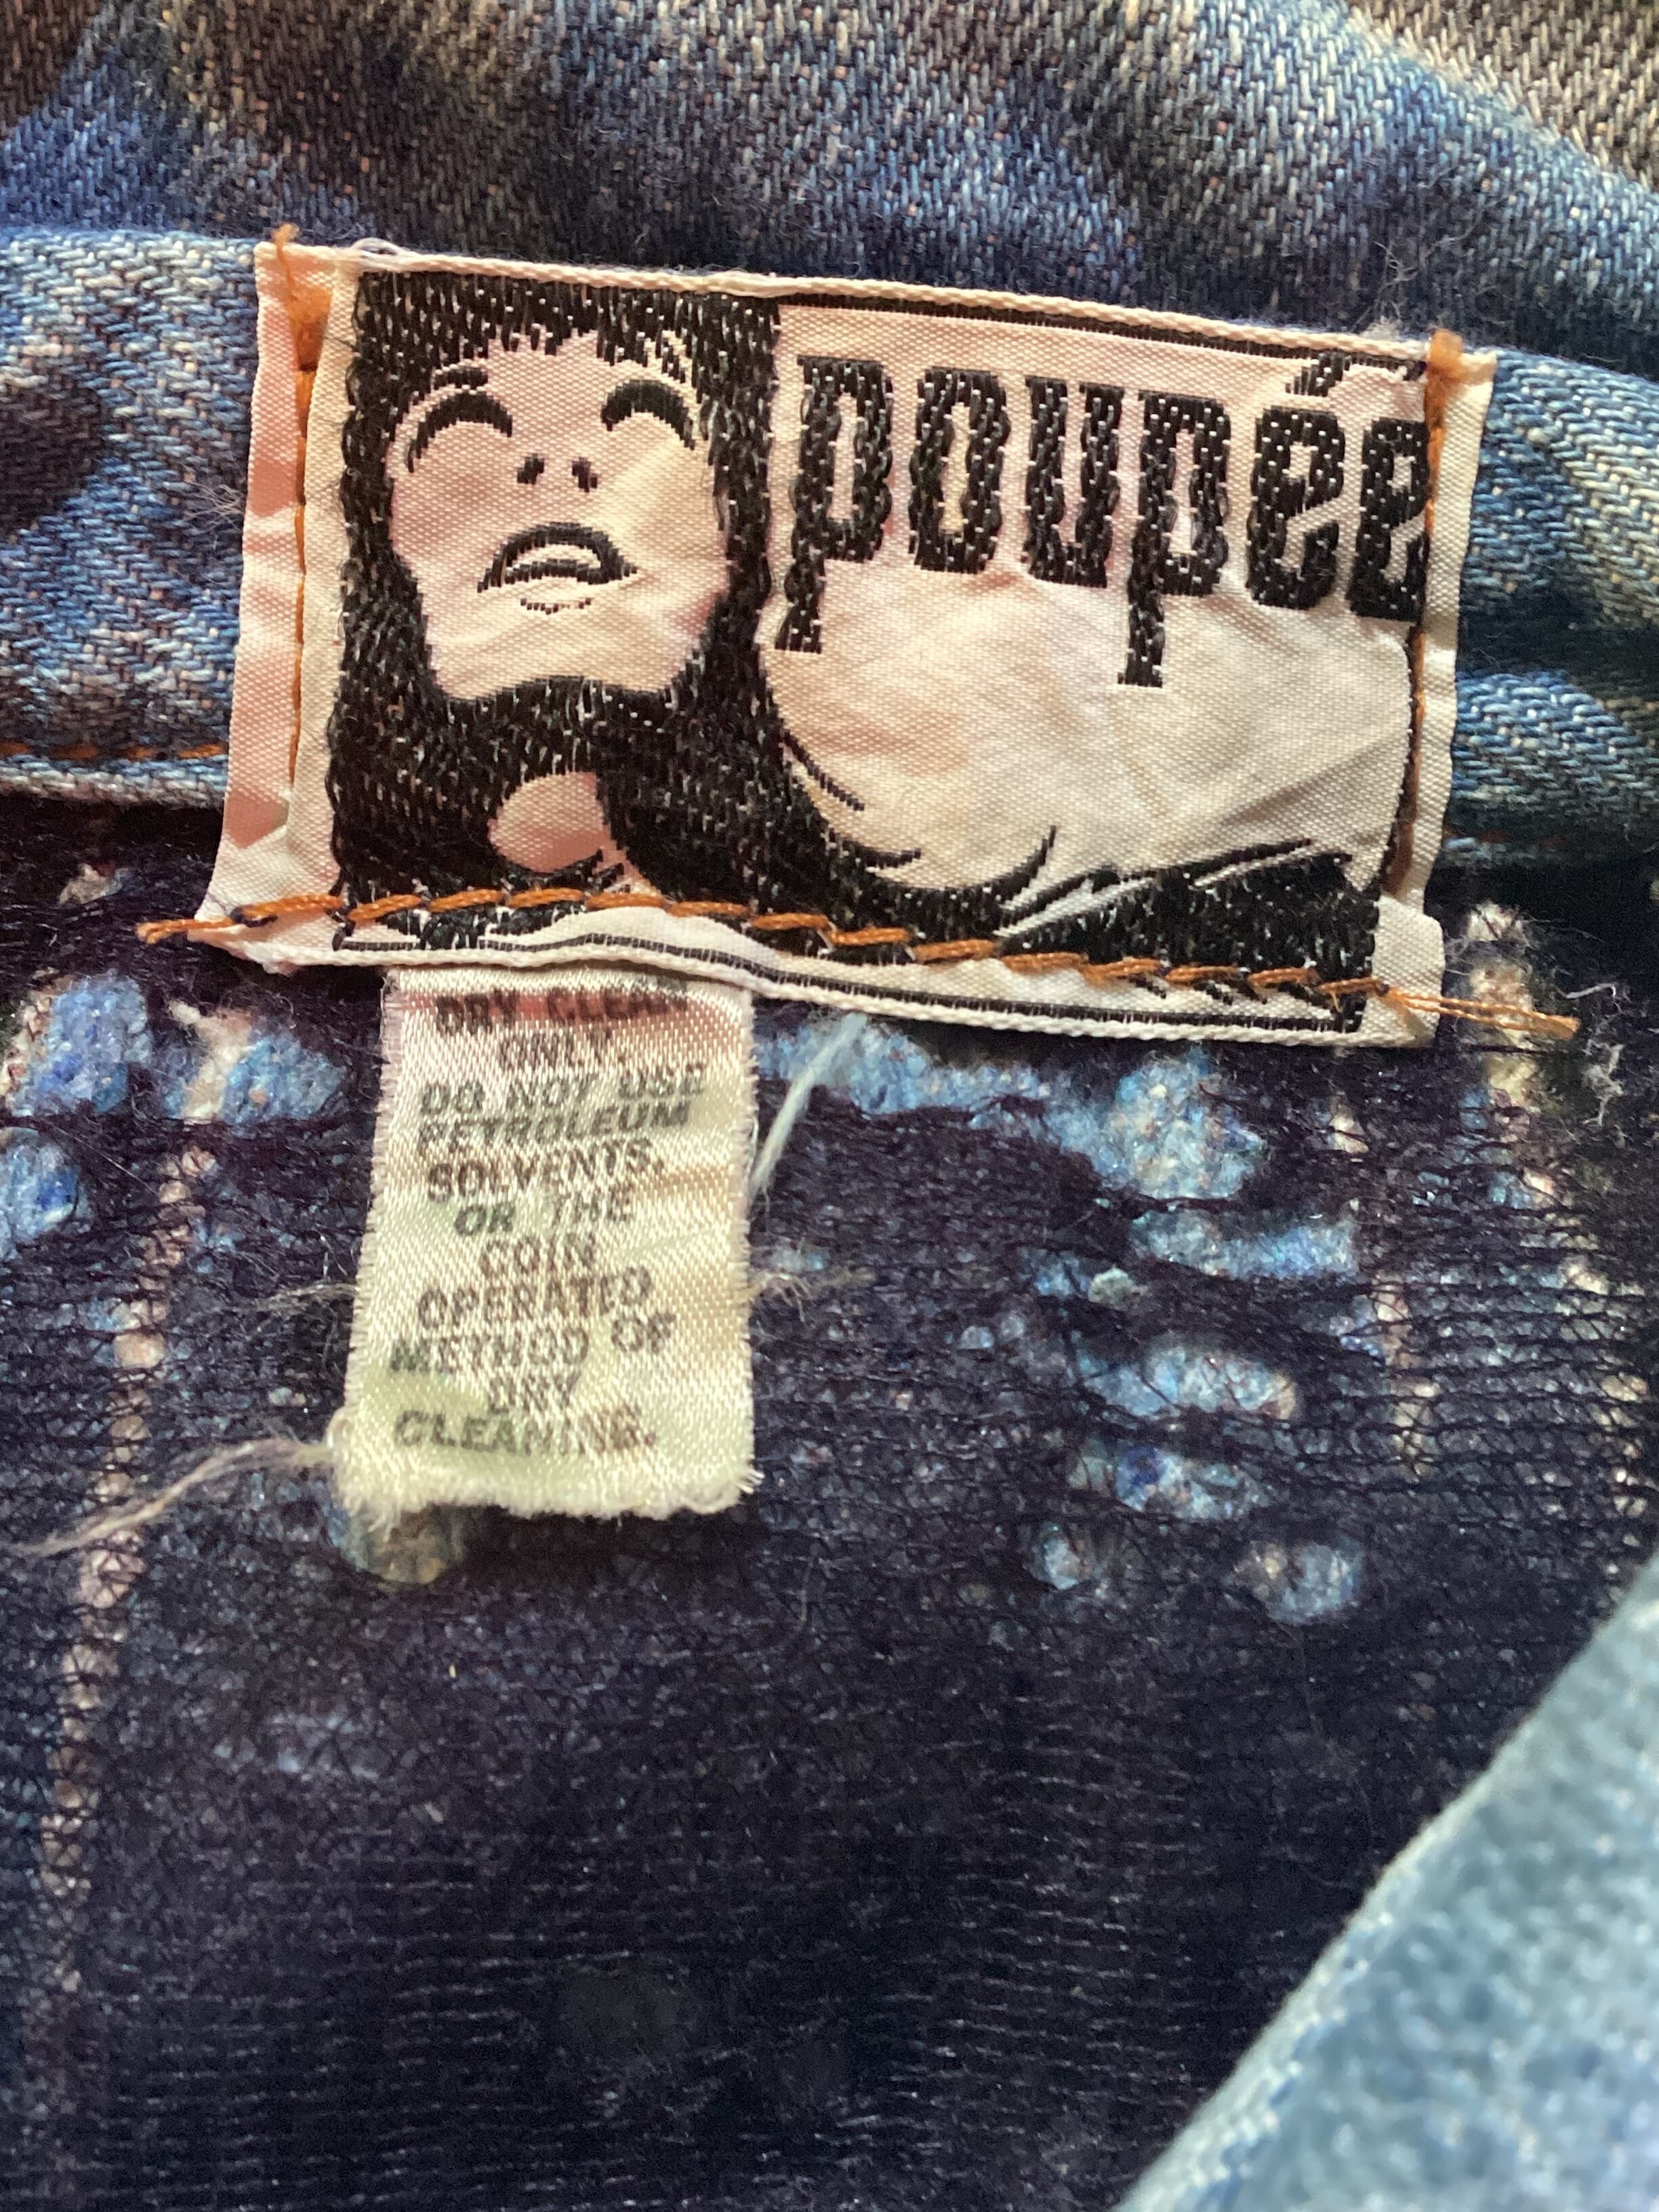 poupée
DRY CLEAN
ONLY.
DO NOT USE
PETROLEUM
SOLVENTS,
OR THE
COIN
OPERATED
METHOD OF
DRY
CLEANING.